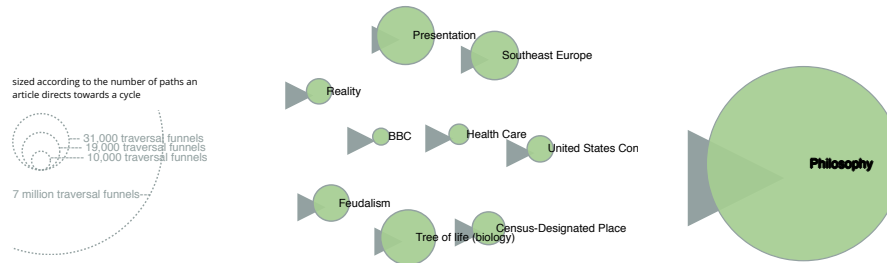 sized according to the number of paths an
article directs towards a cycle
31,000 traversal funnels
19,000 traversal funnels
10,000 traversal funnels
7 million traversal funnels
Presentation
Southeast Europe
Reality
BBC
Health Care
United States Con
Feudalism
Tree of life (biology)
Census-Designated Place
Philosophy